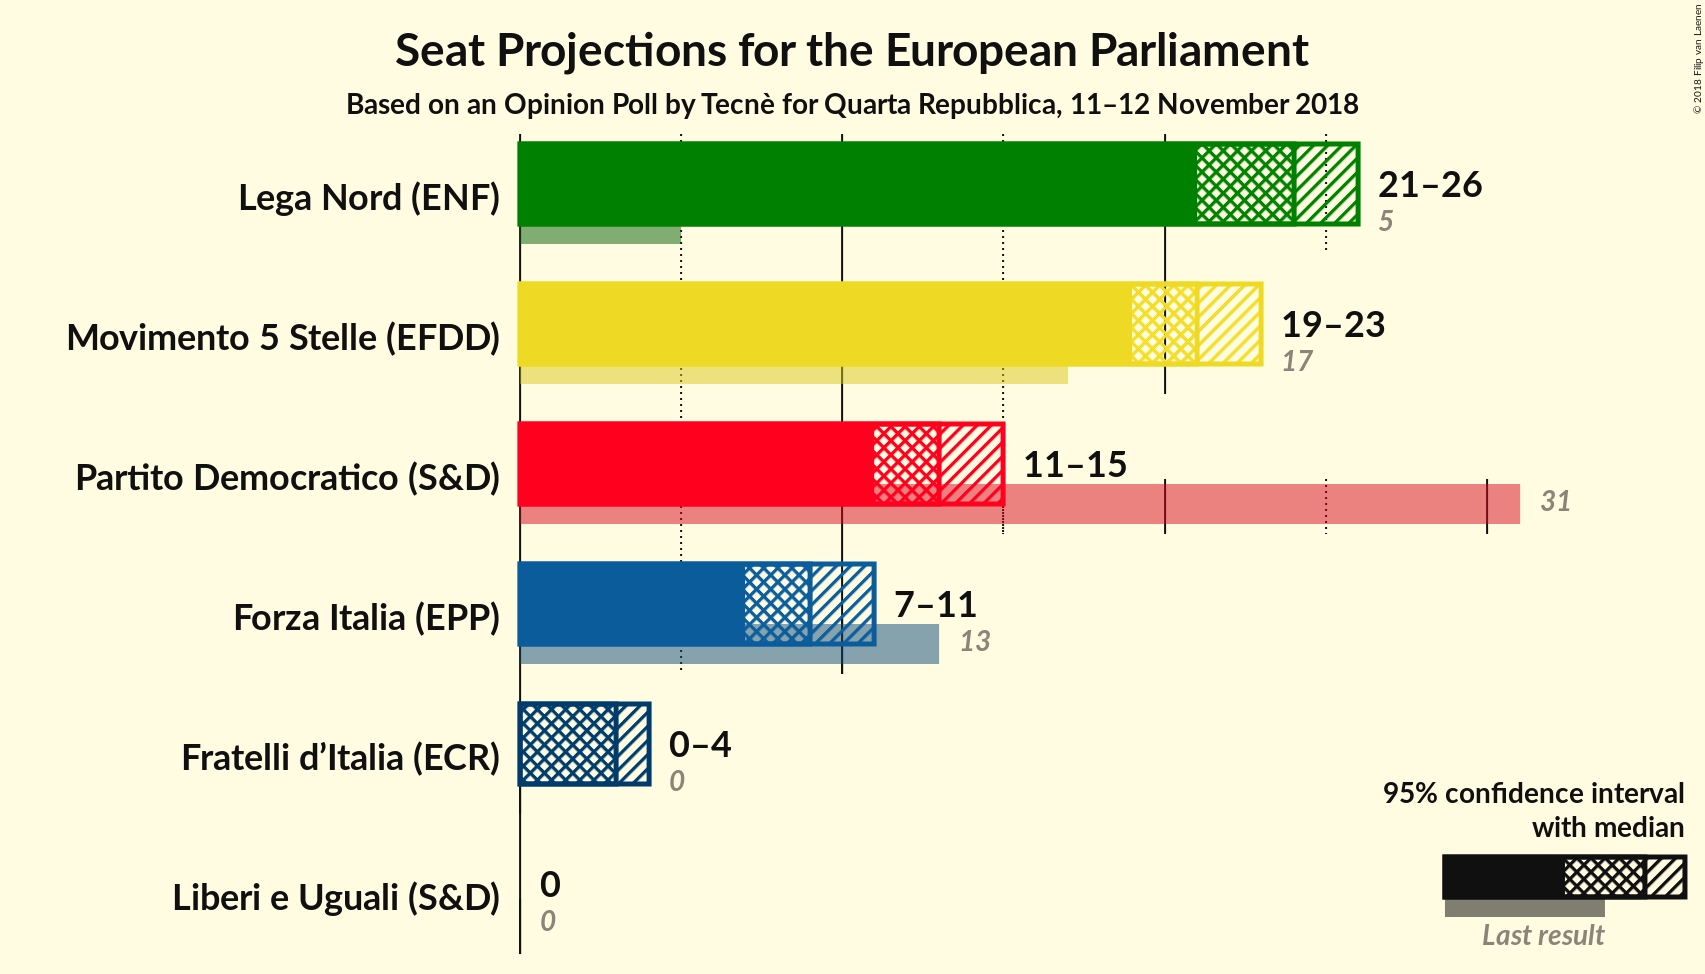 Seat Projections for the European Parliament
Based on an Opinion Poll by Tecnè for Quarta Repubblica, 11–12 November 2018
© 2018 Filip van Laenen
Lega Nord (ENF)
21–26
5
Movimento 5 Stelle (EFDD)
19–23
17
Partito Democratico (S&D)
11–15
31
Forza Italia (EPP)
7–11
13
Fratelli d’Italia (ECR)
0–4
0
Liberi e Uguali (S&D)
0
0
95% confidence interval
with median
Last result